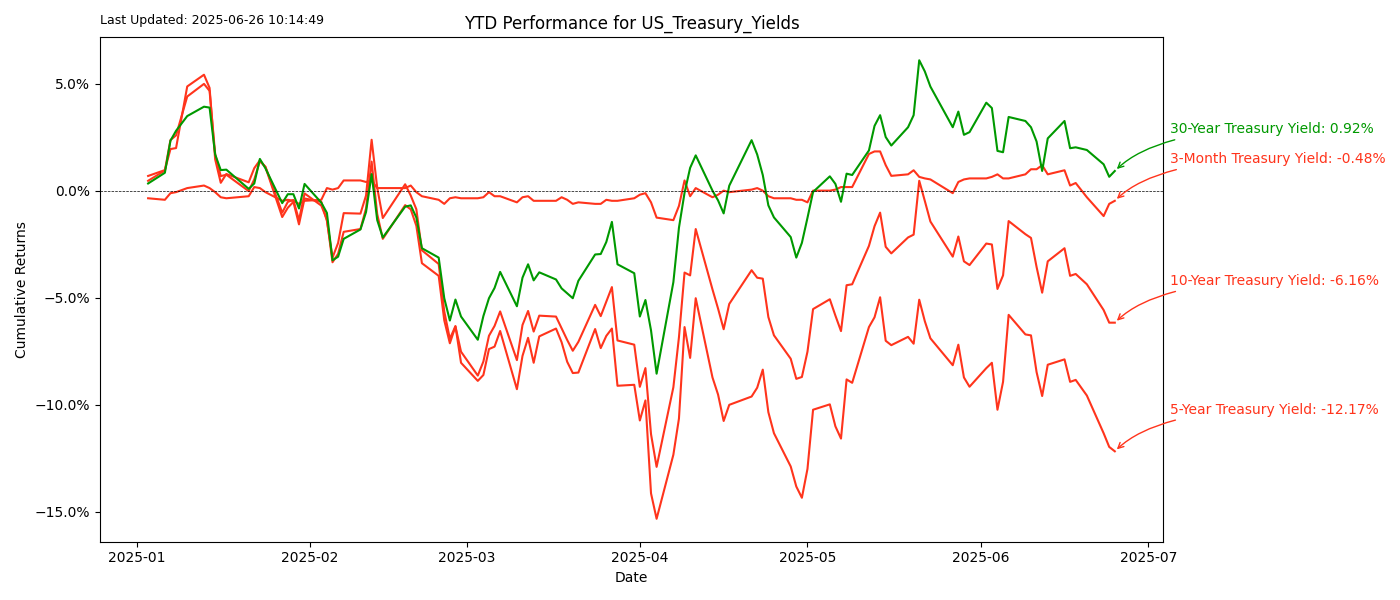 Last Updated: 2025-06-26 10:14:49
YTD Performance for US_Treasury_Yields
Cumulative Returns
5.0%
0.0%
−5.0%
−10.0%
−15.0%
30-Year Treasury Yield: 0.92%
3-Month Treasury Yield: -0.48%
10-Year Treasury Yield: -6.16%
5-Year Treasury Yield: -12.17%
2025-01
2025-02
2025-03
2025-04
2025-05
2025-06
2025-07
Date